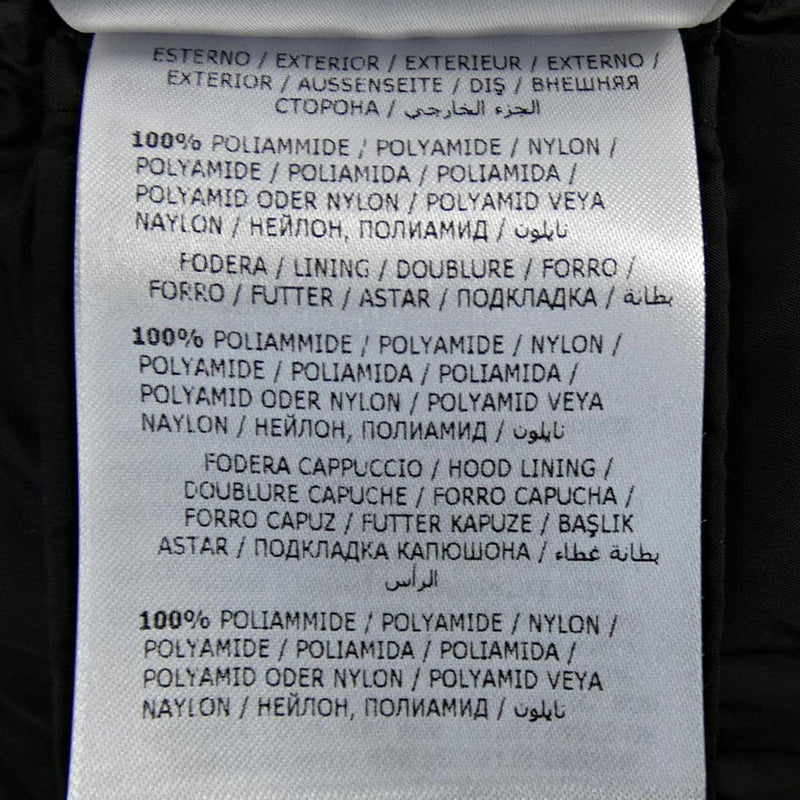 ESTERNO / EXTERIOR / EXTERIEUR / EXTERNO /
EXTERIOR / AUSSENSEITE / DIŞ / ВНЕШНЯЯ
СТОРОНА / الجزء الخارجي
100% POLIAMMIDE / POLYAMIDE / NYLON /
POLYAMIDE / POLIAMIDA / POLIAMIDA /
POLYAMID ODER NYLON / POLYAMID VEYA
NAYLON / НЕЙЛОН, ПОЛИАМИД / نايلون
FODERA / LINING / DOUBLURE / FORRO /
FORRO / FUTTER / ASTAR / ПОДКЛАДКА / بطانة
100% POLIAMMIDE / POLYAMIDE / NYLON /
POLYAMIDE / POLIAMIDA / POLIAMIDA /
POLYAMID ODER NYLON / POLYAMID VEYA
NAYLON / НЕЙЛОН, ПОЛИАМИД / نايلون
FODERA CAPPUCCIO / HOOD LINING /
DOUBLURE CAPUCHE / FORRO CAPUCHA /
FORRO CAPUZ / FUTTER KAPUZE / BAŞLIK
ASTAR / ПОДКЛАДКА КАПЮШОНА / بطانة غطاء
الرأس
100% POLIAMMIDE / POLYAMIDE / NYLON /
POLYAMIDE / POLIAMIDA / POLIAMIDA /
POLYAMID ODER NYLON / POLYAMID VEYA
NAYLON / НЕЙЛОН, ПОЛИАМИД / نايلون